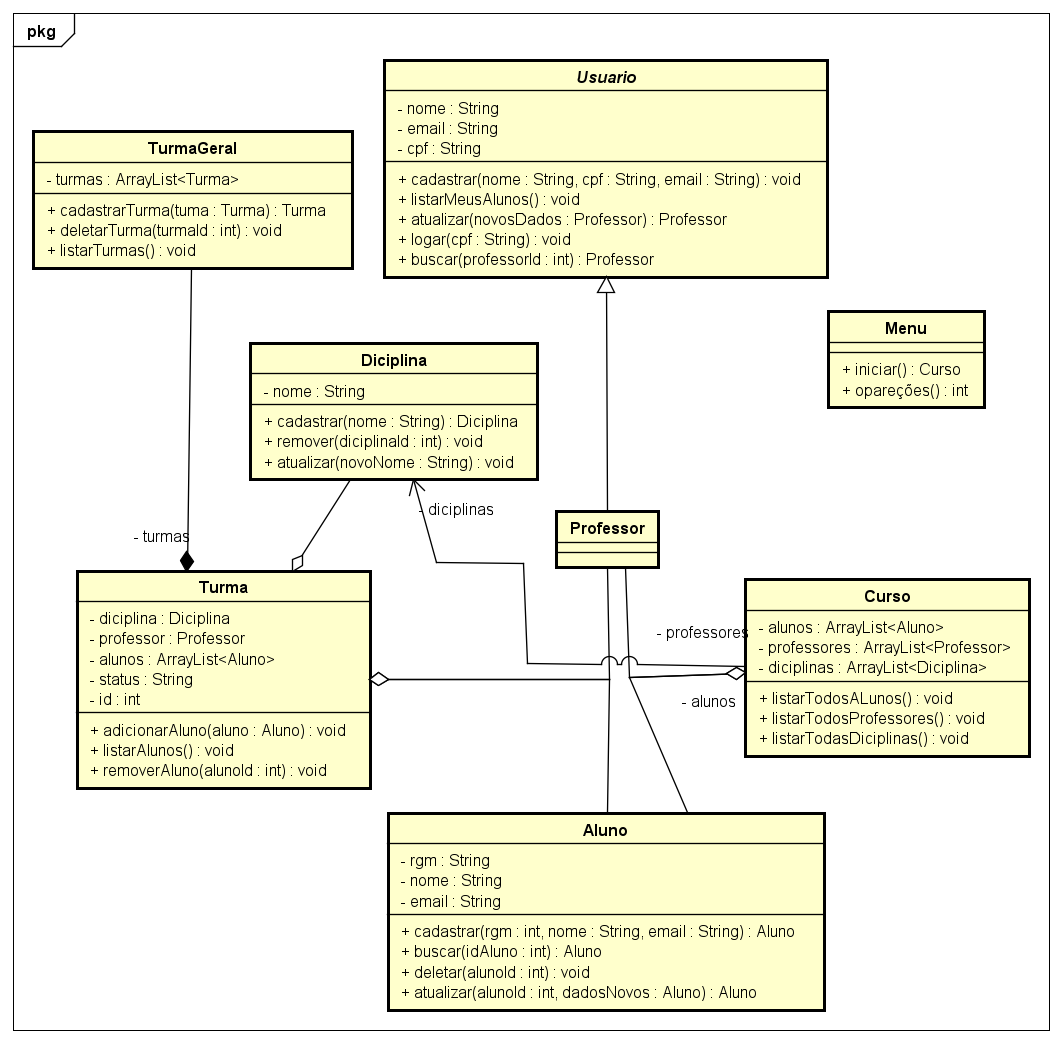 pkg
Usuario
- nome : String
- email : String
- cpf : String
+ cadastrar(nome : String, cpf : String, email : String) : void
+ listarMeusAlunos() : void
+ atualizar(novosDados : Professor) : Professor
+ logar(cpf : String) : void
+ buscar(professorId : int) : Professor
TurmaGeral
- turmas : ArrayList<Turma>
+ cadastrarTurma(tuma : Turma) : Turma
+ deletarTurma(turmaId : int) : void
+ listarTurmas() : void
Menu
+ iniciar() : Curso
+ opareções() : int
Diciplina
- nome : String
+ cadastrar(nome : String) : Diciplina
+ remover(diciplinaId : int) : void
+ atualizar(novoNome : String) : void
- diciplinas
- turmas
Professor
Turma
- diciplina : Diciplina
- professor : Professor
- alunos : ArrayList<Aluno>
- status : String
- id : int
+ adicionarAluno(aluno : Aluno) : void
+ listarAlunos() : void
+ removerAluno(alunoId : int) : void
- professores
- alunos
Curso
- alunos : ArrayList<Aluno>
- professores : ArrayList<Professor>
- diciplinas : ArrayList<Diciplina>
+ listarTodosALunos() : void
+ listarTodosProfessores() : void
+ listarTodasDiciplinas() : void
Aluno
- rgm : String
- nome : String
- email : String
+ cadastrar(rgm : int, nome : String, email : String) : Aluno
+ buscar(idAluno : int) : Aluno
+ deletar(alunoId : int) : void
+ atualizar(alunoId : int, dadosNovos : Aluno) : Aluno